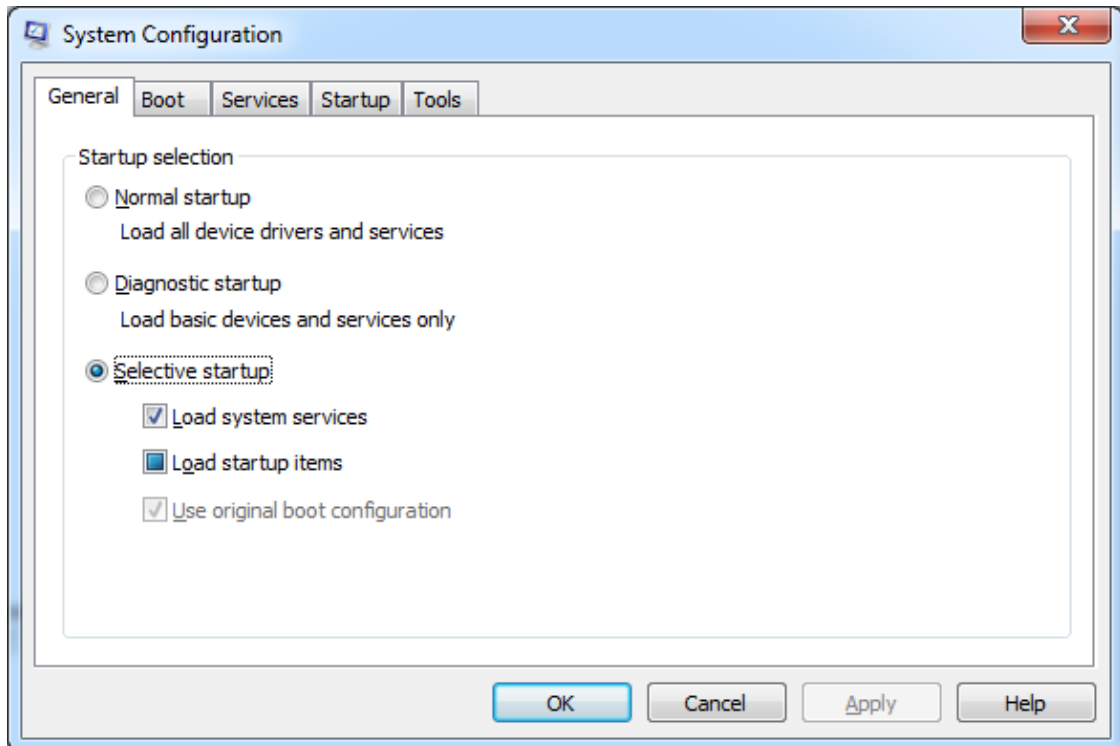 System Configuration
General Boot Services Startup Tools
Startup selection
Normal startup
Load all device drivers and services
Diagnostic startup
Load basic devices and services only
Selective startup
Load system services
Load startup items
Use original boot configuration
OK Cancel Apply Help